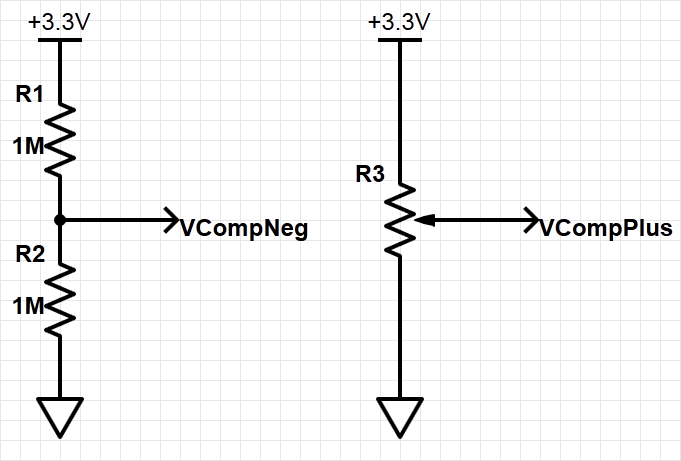 +3.3V
R1
1M
VCompNeg
R2
1M
+3.3V
R3
VCompPlus